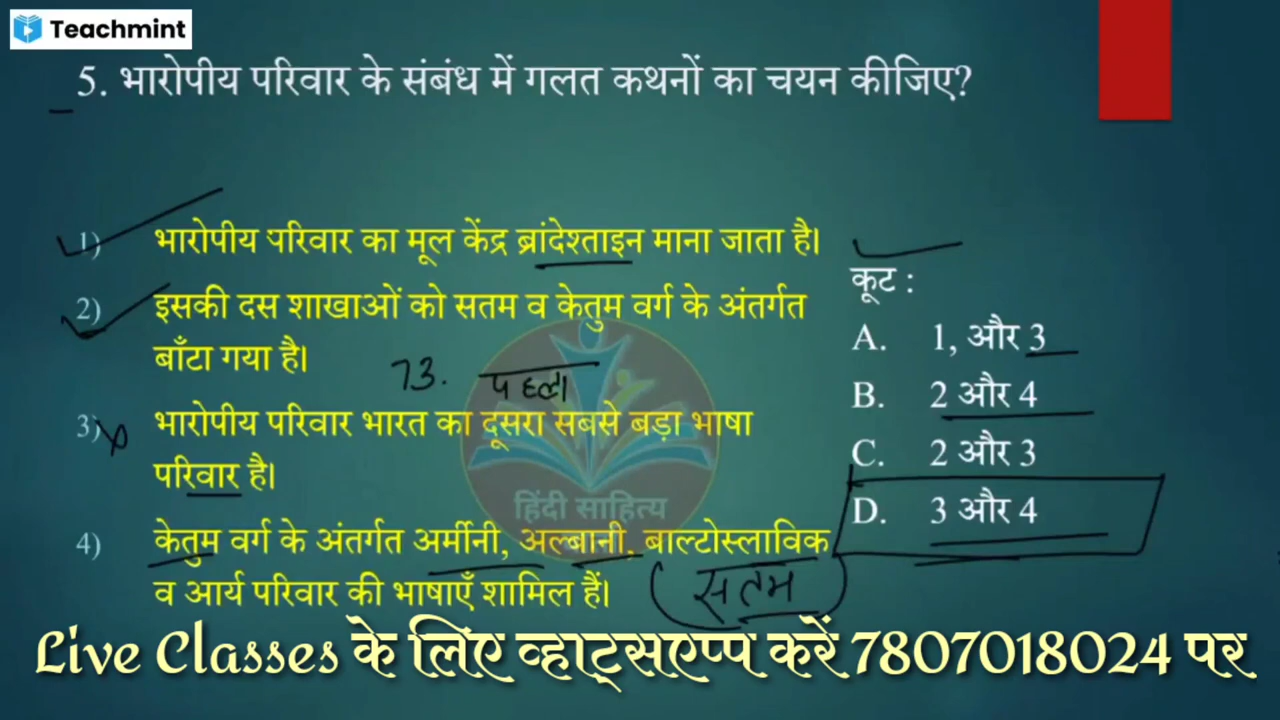 Teachmint
5. भारोपीय परिवार के संबंध में गलत कथनों का चयन कीजिए?
1) भारोपीय परिवार का मूल केंद्र ब्रांदेश्ताइन माना जाता है।
2) इसकी दस शाखाओं को सतम व केतुम वर्ग के अंतर्गत
बाँटा गया है।
73. पहला
3) भारोपीय परिवार भारत का दूसरा सबसे बड़ा भाषा
परिवार है।
हिंदी साहित्य
4) केतुम वर्ग के अंतर्गत अर्मीनी, अल्बानी, बाल्टोस्लाविक
व आर्य परिवार की भाषाएँ शामिल हैं।
(सतम)
कूट :
A. 1, और 3
B. 2 और 4
C. 2 और 3
D. 3 और 4
Live Classes के लिए व्हाट्सएप्प करें 7807018024 पर